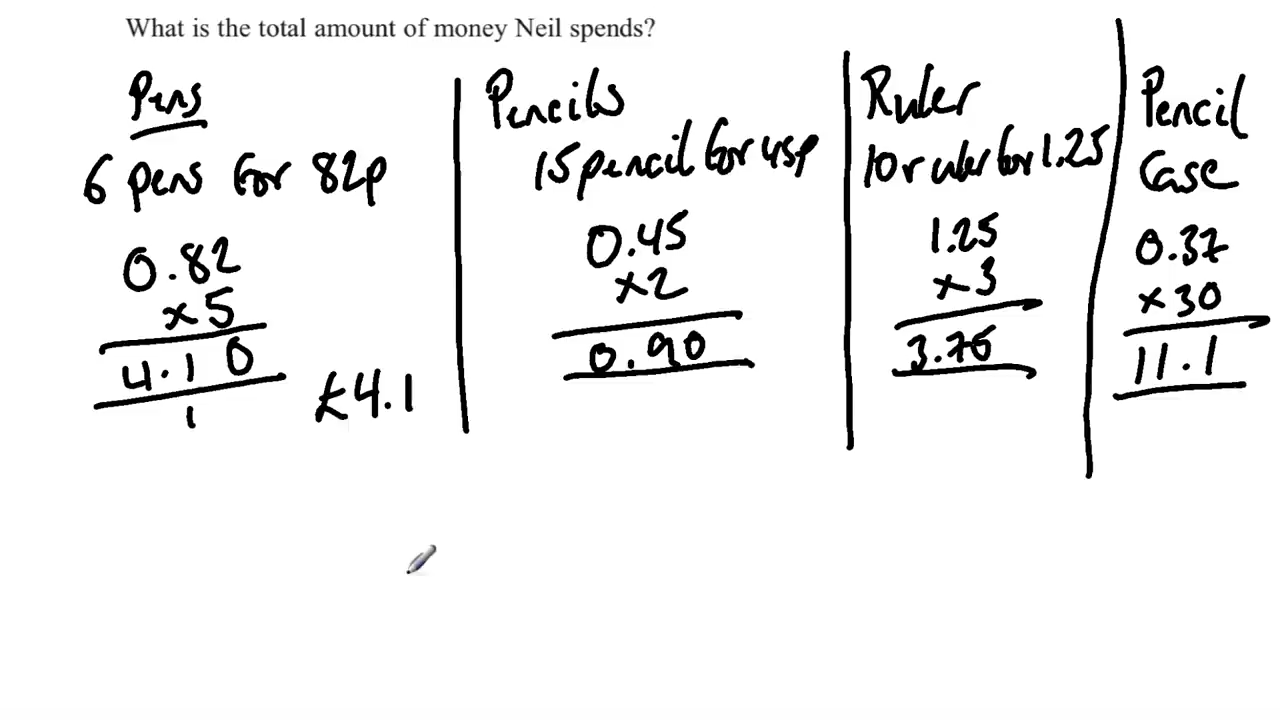 What is the total amount of money Neil spends?
Pens
6 pens for 82p
0.82
x5
4.10
1
£4.1
Pencils
15 pencil for 45p
0.45
x2
0.90
Ruler
10 ruler for 1.25
1.25
x3
3.75
Pencil
Case
0.37
x30
11.1